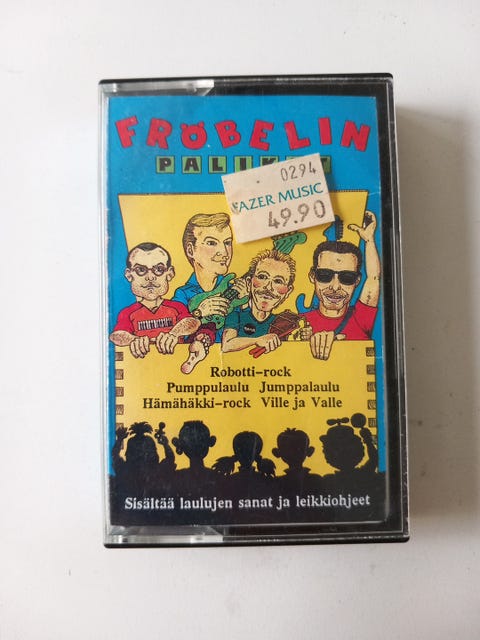 FRÖBELIN
PALIK
0294
AZER MUSIC
49.90
Robotti-rock
Pumppulaulu Jumppalaulu
Hämähäkki-rock Ville ja Valle
Sisältää laulujen sanat ja leikkiohjeet